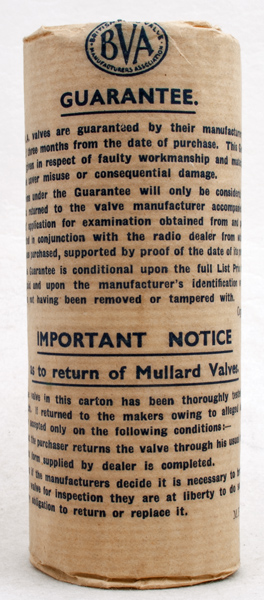 BRITISH VALVE
BVA
MANUFACTURERS ASSOCIATION
GUARANTEE.
valves are guaranteed by their manufacturer
three months from the date of purchase. This
in respect of faulty workmanship and
cover misuse or consequential damage.
under the Guarantee will only be
returned to the valve manufacturer
application for examination obtained from
in conjunction with the radio dealer from
purchased, supported by proof of the date of
Guarantee is conditional upon the full List
and upon the manufacturer's identification
not having been removed or tampered with.
IMPORTANT NOTICE
as to return of Mullard Valves.
valve in this carton has been thoroughly
If returned to the makers owing to alleged
accepted only on the following conditions:—
the purchaser returns the valve through his usual
form supplied by dealer is completed.
if the manufacturers decide it is necessary to
valve for inspection they are at liberty to do
obligation to return or replace it.